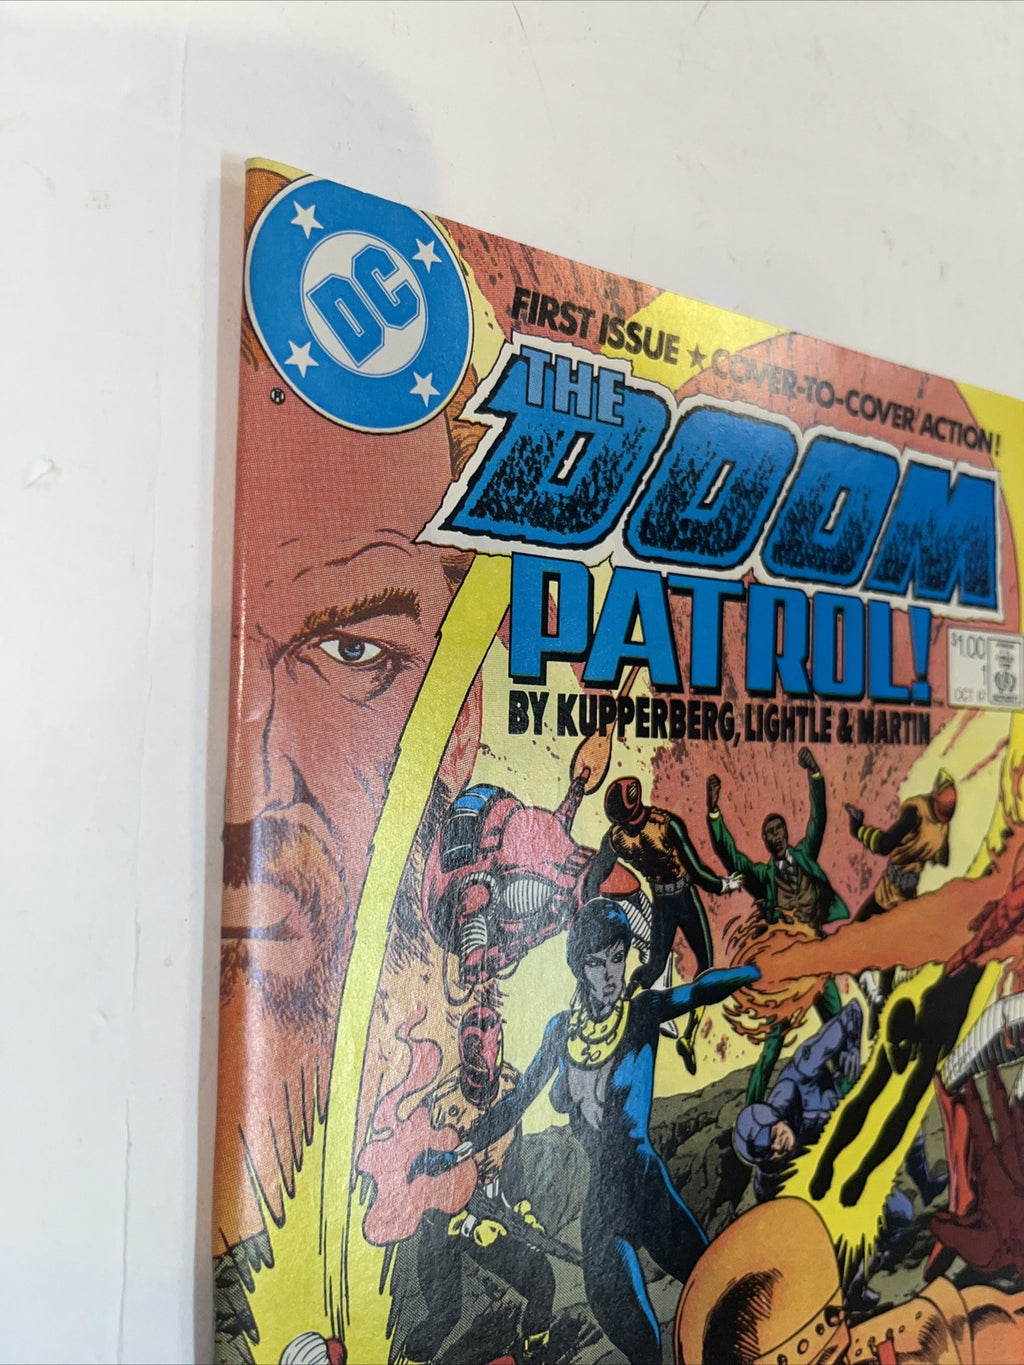 DC
®
FIRST ISSUE ★ COVER-TO-COVER ACTION!
THE
DOOM
PATROL!
$1.00
1
OCT 87
BY KUPPERBERG, LIGHTLE & MARTIN